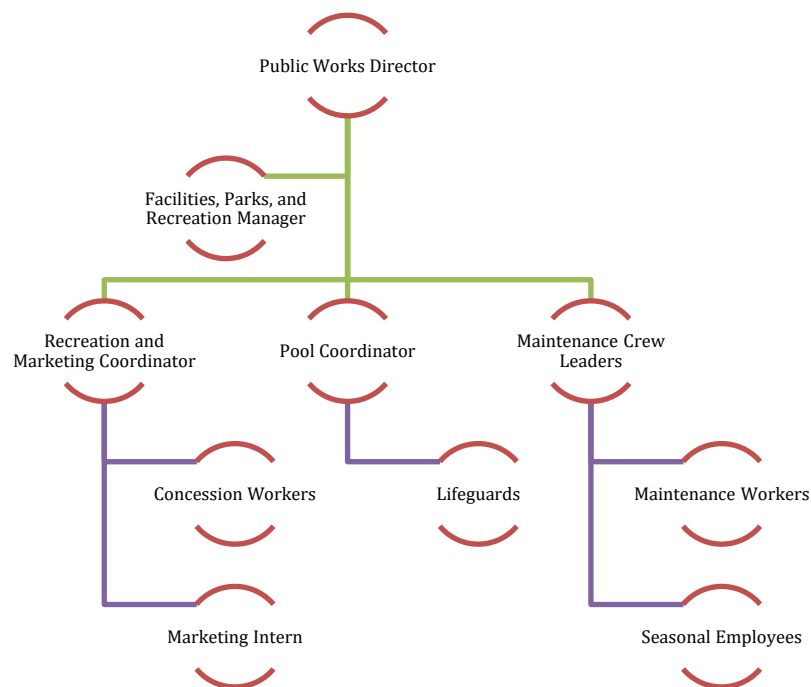 Public Works Director
Facilities, Parks, and
Recreation Manager
Recreation and
Marketing Coordinator
Pool Coordinator
Maintenance Crew
Leaders
Concession Workers
Lifeguards
Maintenance Workers
Marketing Intern
Seasonal Employees